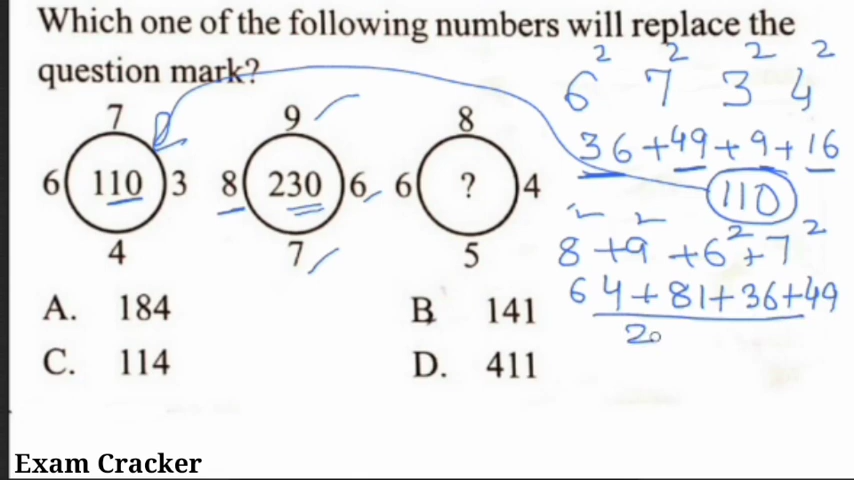 Which one of the following numbers will replace the
question mark?
6² 7² 3² 4²
36+49+9+16
110
7
6 110 3
4
9
8 230 6
7
8
6 ? 4
5
8²+9²+6²+7²
64+81+36+49
20
A. 184
B. 141
C. 114
D. 411
Exam Cracker